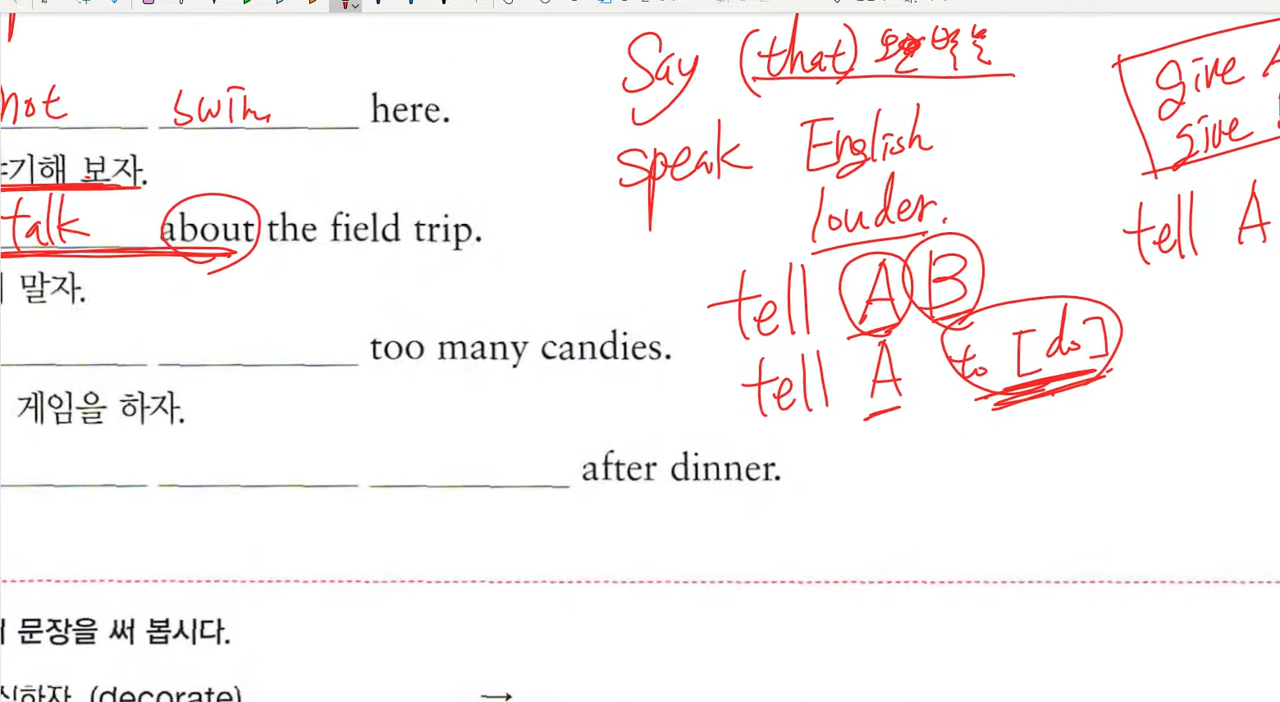 Say (that)
give A
not swim here.
give
speak English
기해 보자.
louder.
talk about the field trip.
tell A
tell A B
말자.
to [do]
tell A
too many candies.
게임을 하자.
after dinner.
문장을 써 봅시다.
하자 (decorate) →